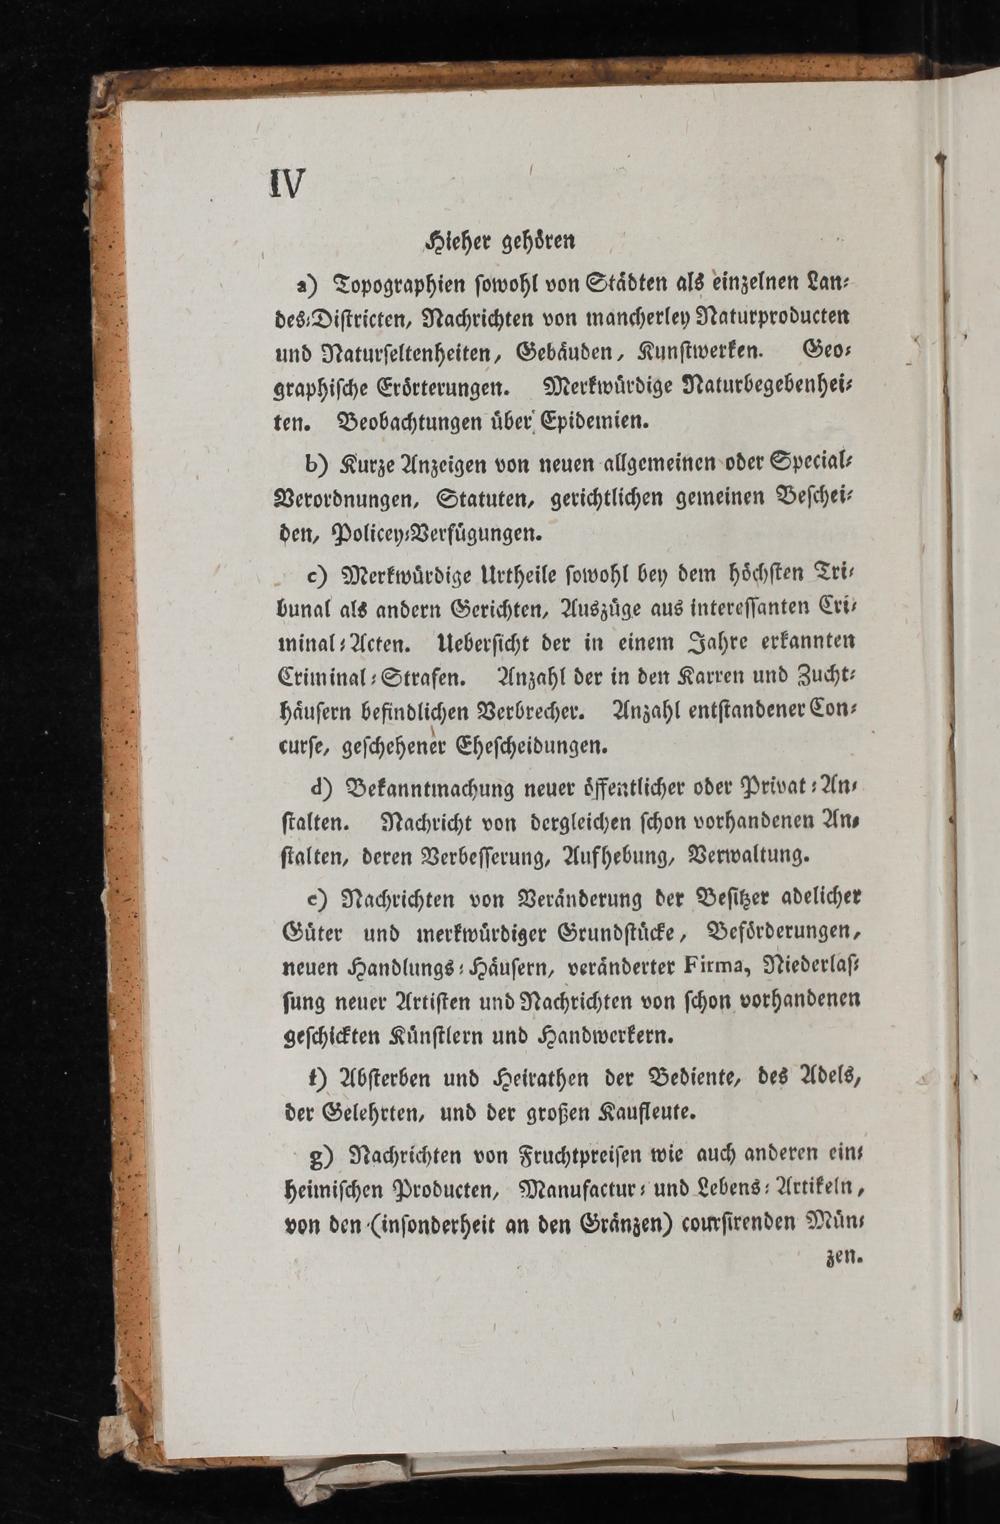 IV
Hieher gehören
a) Topographien sowohl von Städten als einzelnen Lan-
des-Districten, Nachrichten von mancherley Naturproducten
und Naturseltenheiten, Gebäuden, Kunstwerken. Geo-
graphische Erörterungen. Merkwürdige Naturbegebenhei-
ten. Beobachtungen über Epidemien.
b) Kurze Anzeigen von neuen allgemeinen oder Special-
Verordnungen, Statuten, gerichtlichen gemeinen Beschei-
den, Policey-Verfügungen.
c) Merkwürdige Urtheile sowohl bey dem höchsten Tri-
bunal als andern Gerichten, Auszüge aus interessanten Cri-
minal-Acten. Uebersicht der in einem Jahre erkannten
Criminal-Strafen. Anzahl der in den Karren und Zucht-
häusern befindlichen Verbrecher. Anzahl entstandener Con-
curse, geschehener Ehescheidungen.
d) Bekanntmachung neuer öffentlicher oder Privat-An-
stalten. Nachricht von dergleichen schon vorhandenen An-
stalten, deren Verbesserung, Aufhebung, Verwaltung.
e) Nachrichten von Veränderung der Besitzer adelicher
Güter und merkwürdiger Grundstücke, Beförderungen,
neuen Handlungs-Häusern, veränderter Firma, Niederlas-
sung neuer Artisten und Nachrichten von schon vorhandenen
geschickten Künstlern und Handwerkern.
f) Absterben und Heirathen der Bediente, des Adels,
der Gelehrten, und der großen Kaufleute.
g) Nachrichten von Fruchtpreisen wie auch anderen ein-
heimischen Producten, Manufactur- und Lebens-Artikeln,
von den (insonderheit an den Gränzen) coursirenden Mün-
zen.